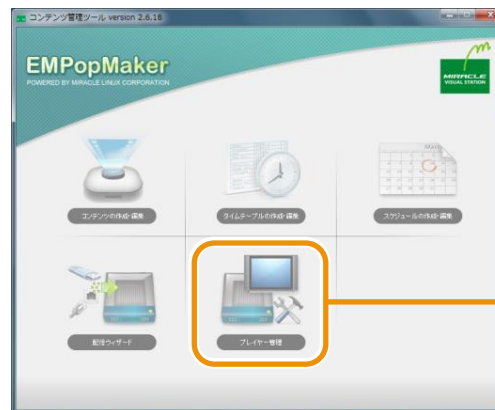 コンテンツ管理ツール version 2.6.18
EMPopMaker
POWERED BY MIRACLE LINUX CORPORATION
MIRACLE
VISUAL STATION
コンテンツの作成・編集
タイムテーブルの作成・編集
スケジュールの作成・編集
配信ウィザード
プレイヤー管理